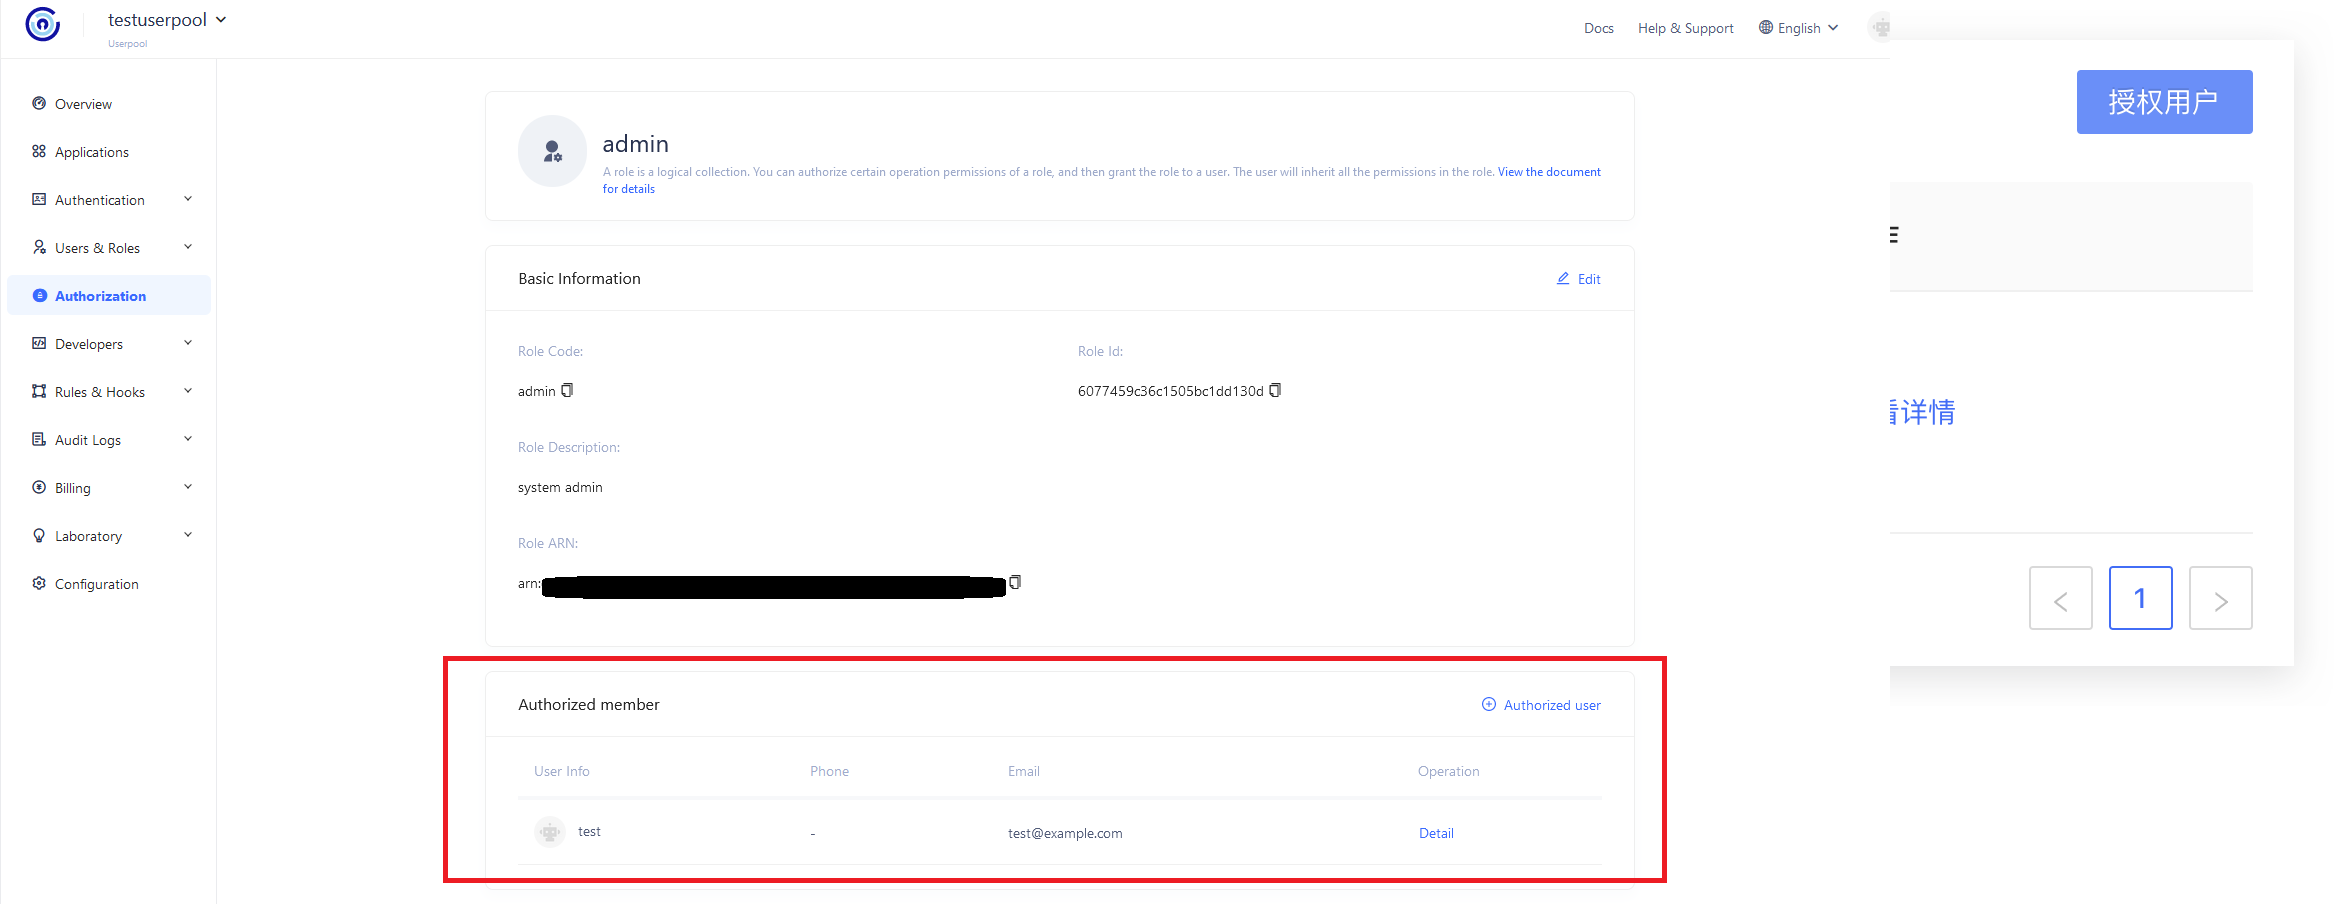 testuserpool
Userpool
Docs
Help & Support
English
Overview
Applications
Authentication
Users & Roles
Authorization
Developers
Rules & Hooks
Audit Logs
Billing
Laboratory
Configuration
admin
A role is a logical collection. You can authorize certain operation permissions of a role, and then grant the role to a user. The user will inherit all the permissions in the role. View the document
for details
Basic Information
Edit
Role Code:
Role Id:
admin
6077459c36c1505bc1dd130d
Role Description:
system admin
Role ARN:
arn:
Authorized member
Authorized user
User Info
Phone
Email
Operation
test
-
test@example.com
Detail
授权用户
详情
<
1
>